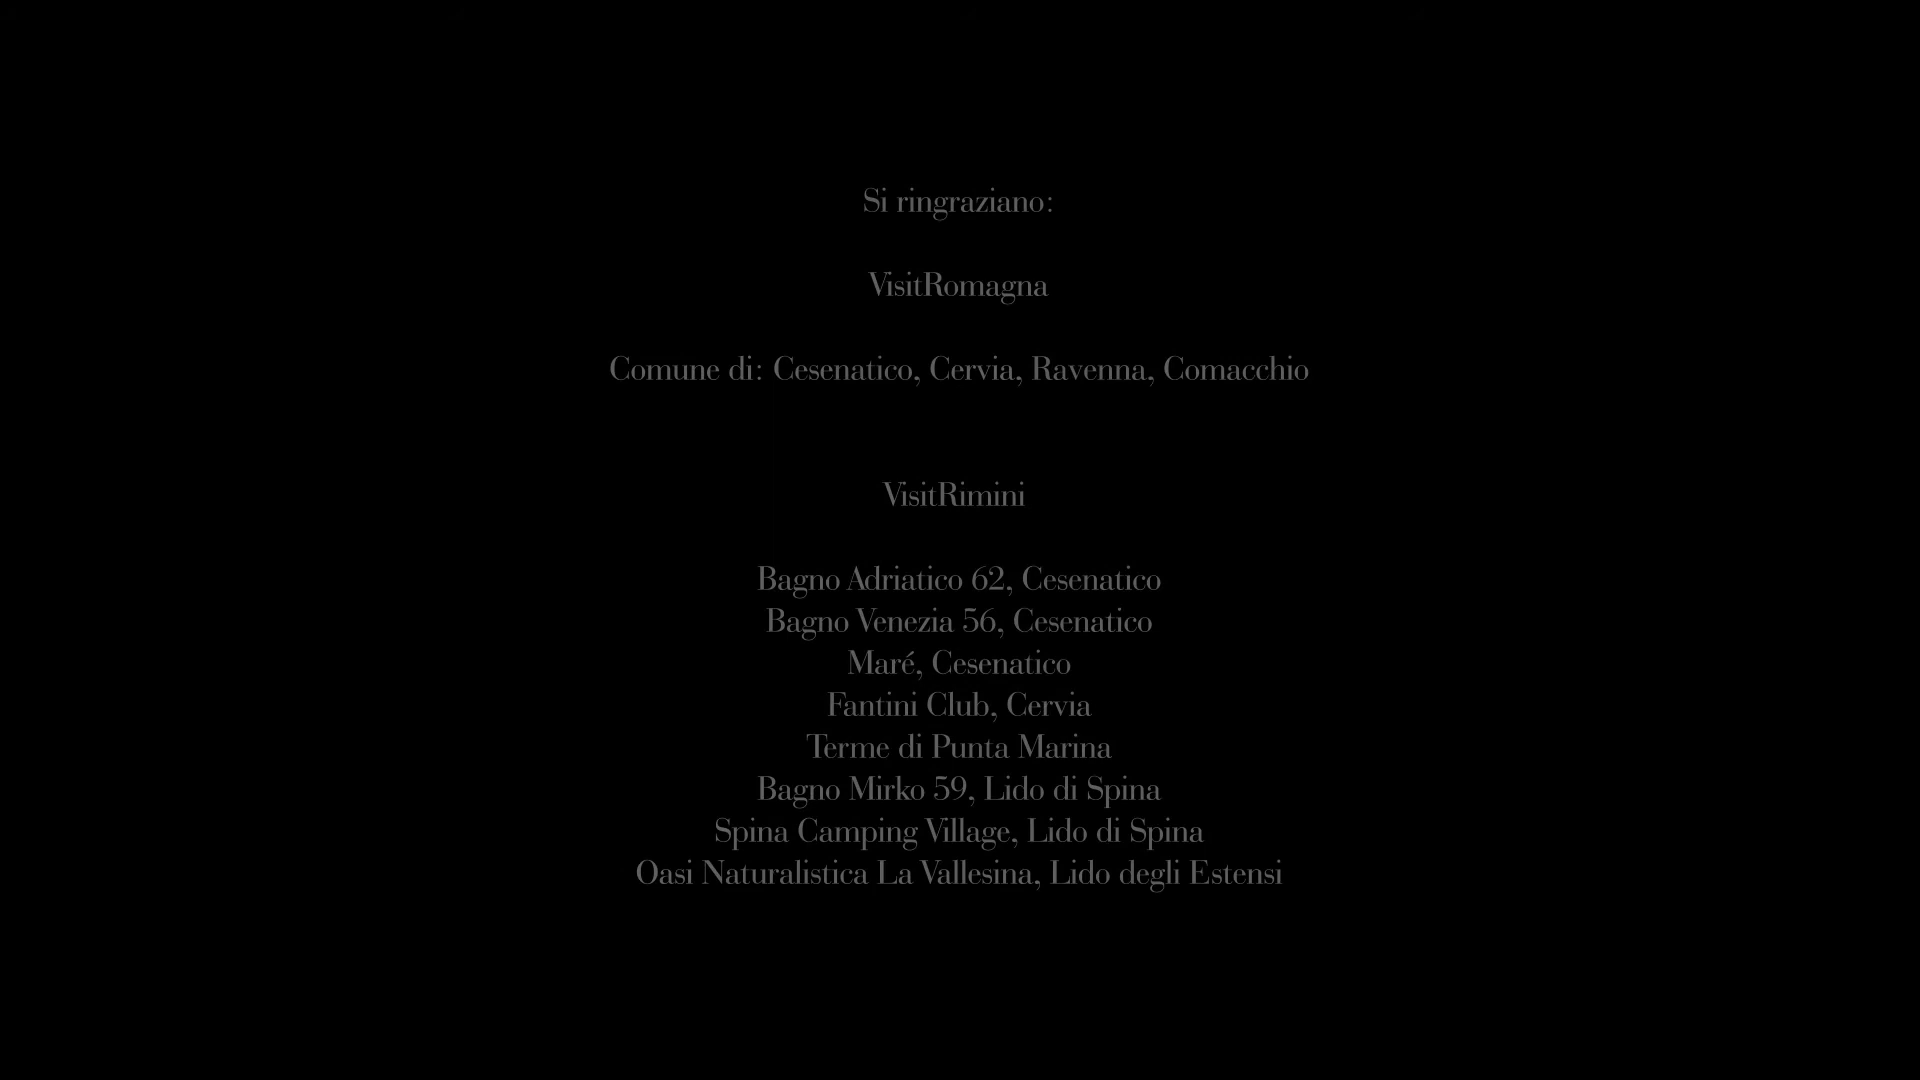 Si ringraziano:
VisitRomagna
Comune di: Cesenatico, Cervia, Ravenna, Comacchio
VisitRimini
Bagno Adriatico 62, Cesenatico
Bagno Venezia 56, Cesenatico
Maré, Cesenatico
Fantini Club, Cervia
Terme di Punta Marina
Bagno Mirko 59, Lido di Spina
Spina Camping Village, Lido di Spina
Oasi Naturalistica La Vallesina, Lido degli Estensi